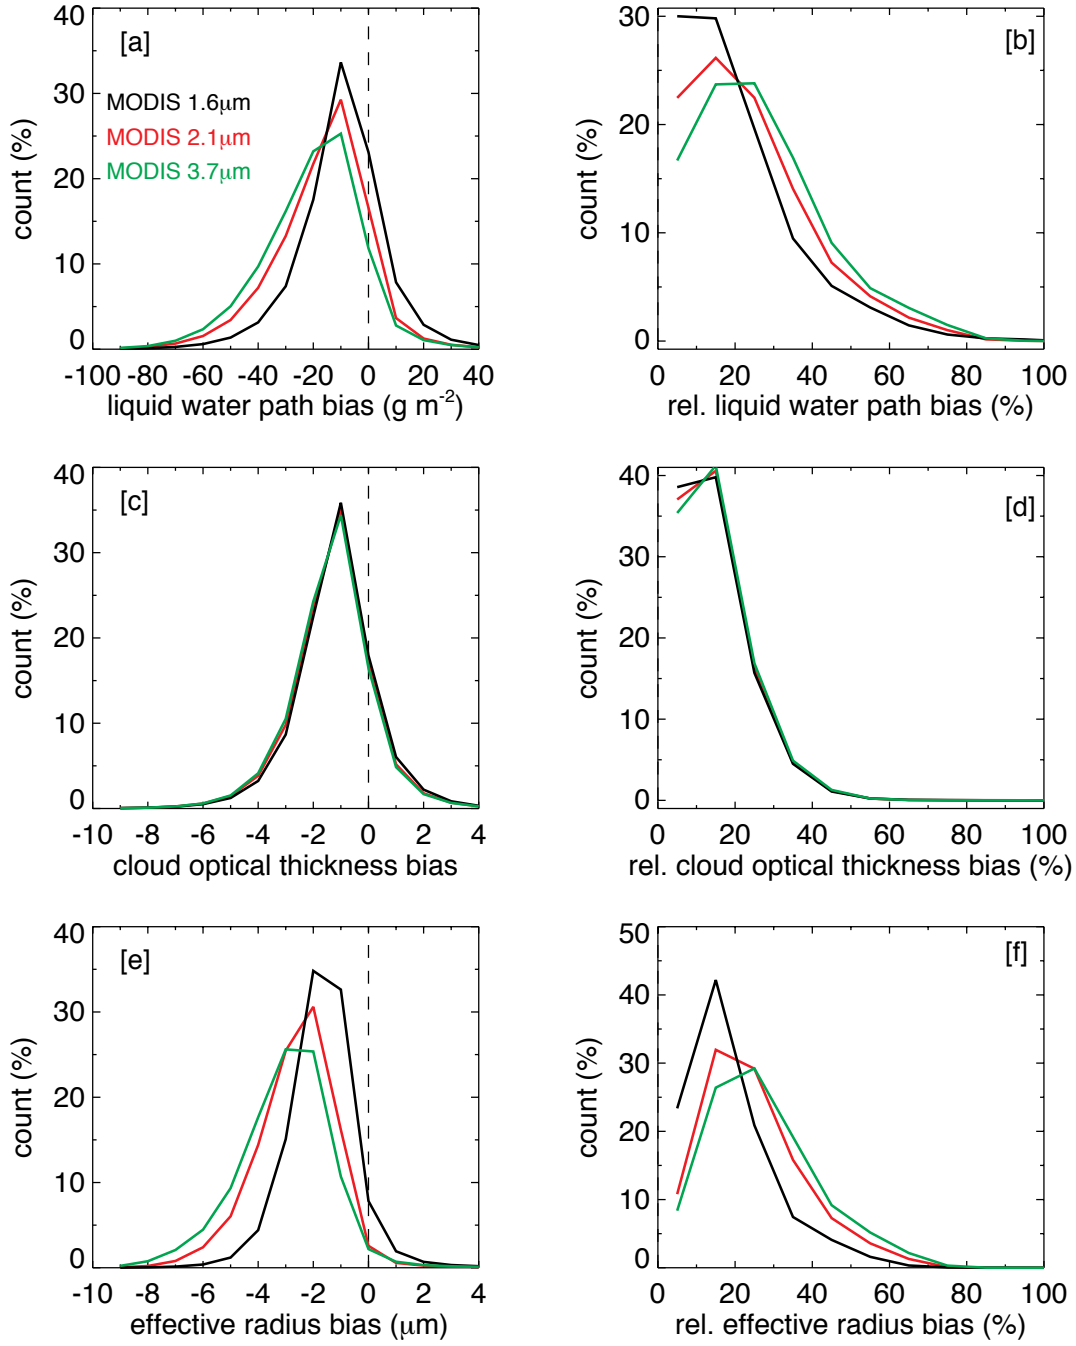 [a]
MODIS 1.6μm
MODIS 2.1μm
MODIS 3.7μm
count (%)
40
30
20
10
0
-100 -80 -60 -40 -20 0 20 40
liquid water path bias (g m-2)
[b]
count (%)
30
20
10
0
0 20 40 60 80 100
rel. liquid water path bias (%)
[c]
count (%)
40
30
20
10
0
-10 -8 -6 -4 -2 0 2 4
cloud optical thickness bias
[d]
count (%)
40
30
20
10
0
0 20 40 60 80 100
rel. cloud optical thickness bias (%)
[e]
count (%)
40
30
20
10
0
-10 -8 -6 -4 -2 0 2 4
effective radius bias (μm)
[f]
count (%)
50
40
30
20
10
0
0 20 40 60 80 100
rel. effective radius bias (%)